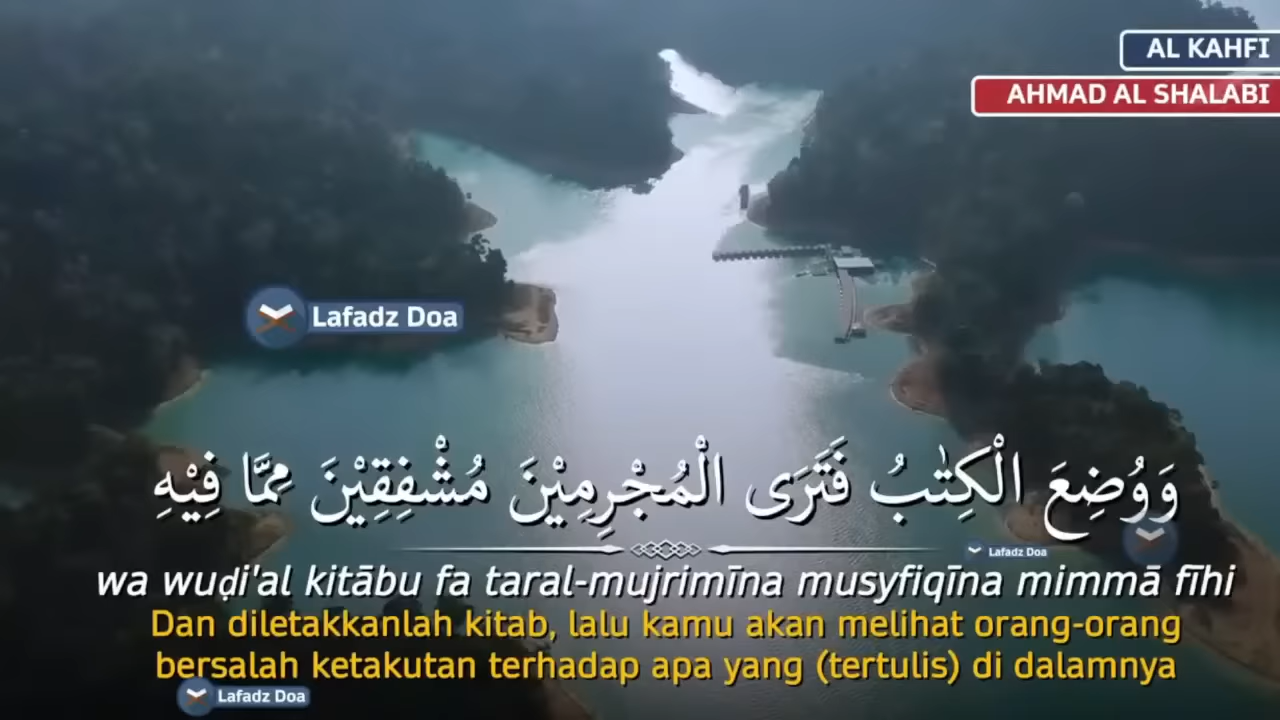 AL KAHFI
AHMAD AL SHALABI
Lafadz Doa
وَوُضِعَ الْكِتٰبُ فَتَرَى الْمُجْرِمِيْنَ مُشْفِقِيْنَ مِمَّا فِيْهِ
Lafadz Doa
wa wuḍi'al kitābu fa taral-mujrimīna musyfiqīna mimmā fīhi
Dan diletakkanlah kitab, lalu kamu akan melihat orang-orang
bersalah ketakutan terhadap apa yang (tertulis) di dalamnya
Lafadz Doa